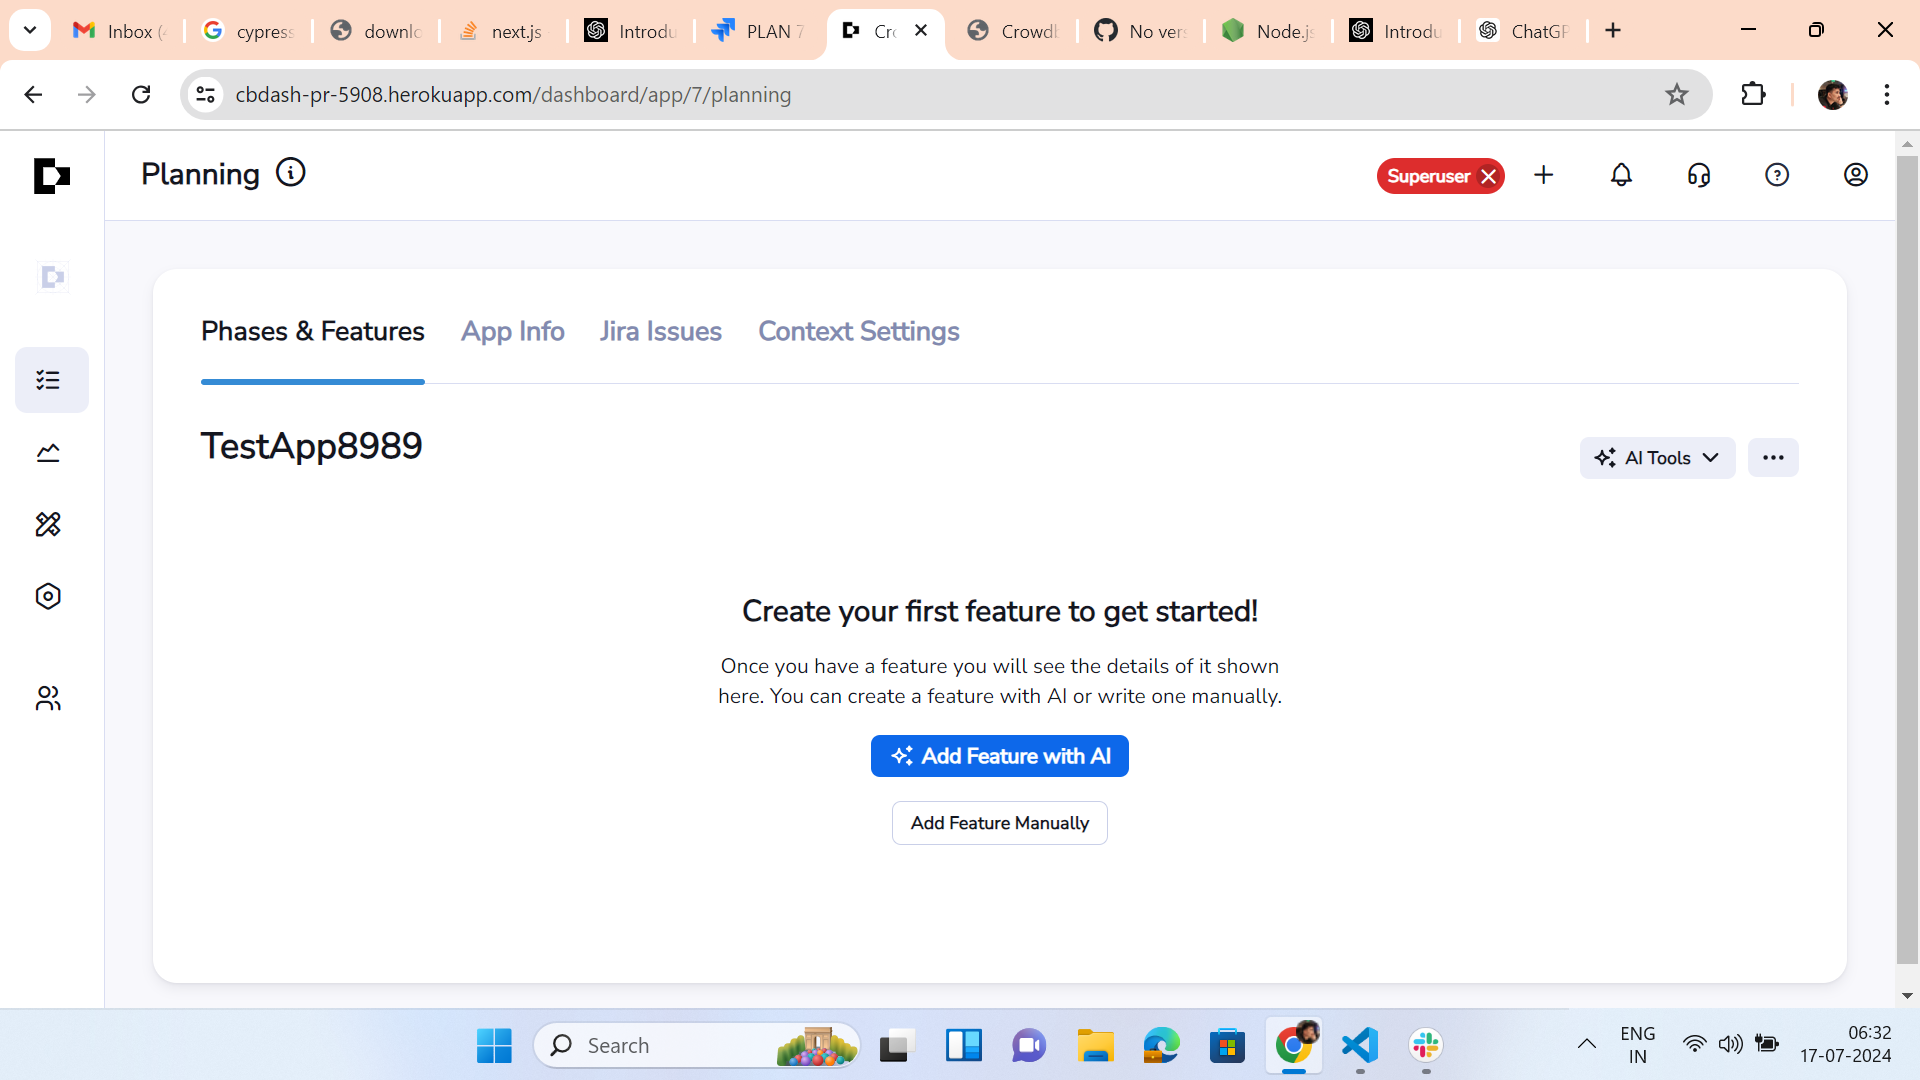 Inbox (
cypress
downlo
next.js
Introdu
PLAN 7
Cro
Crowdb
No vers
Node.js
Introdu
ChatGP
cbdash-pr-5908.herokuapp.com/dashboard/app/7/planning
Planning
Superuser
Phases & Features
App Info
Jira Issues
Context Settings
TestApp8989
AI Tools
Create your first feature to get started!
Once you have a feature you will see the details of it shown
here. You can create a feature with AI or write one manually.
Add Feature with AI
Add Feature Manually
Search
ENG
IN
06:32
17-07-2024